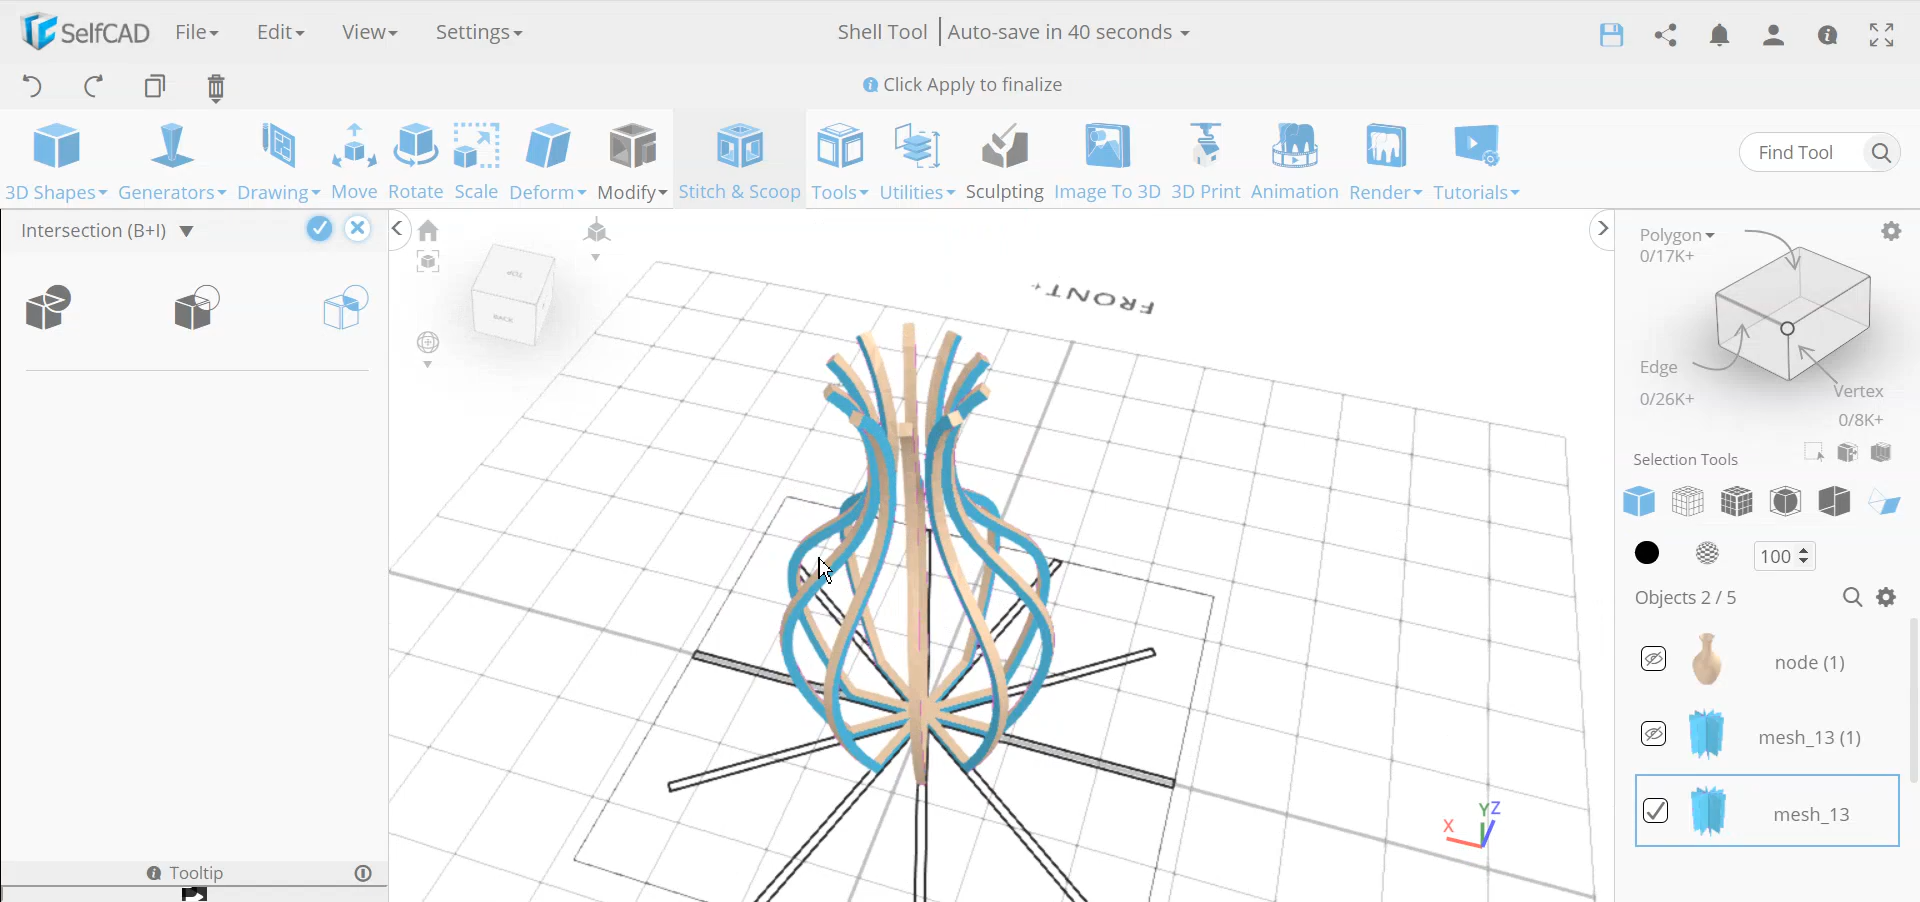 SelfCAD File Edit View Settings Shell Tool Auto-save in 40 seconds
Click Apply to finalize
3D Shapes Generators Drawing Move Rotate Scale Deform Modify Stitch & Scoop Tools Utilities Sculpting Image To 3D 3D Print Animation Render Tutorials Find Tool
Intersection (B+I)
TOP
BACK
FRONT
Polygon
0/17K+
Edge
0/26K+
Vertex
0/8K+
Selection Tools
100
Objects 2 / 5
node (1)
mesh_13 (1)
mesh_13
X Y Z
Tooltip